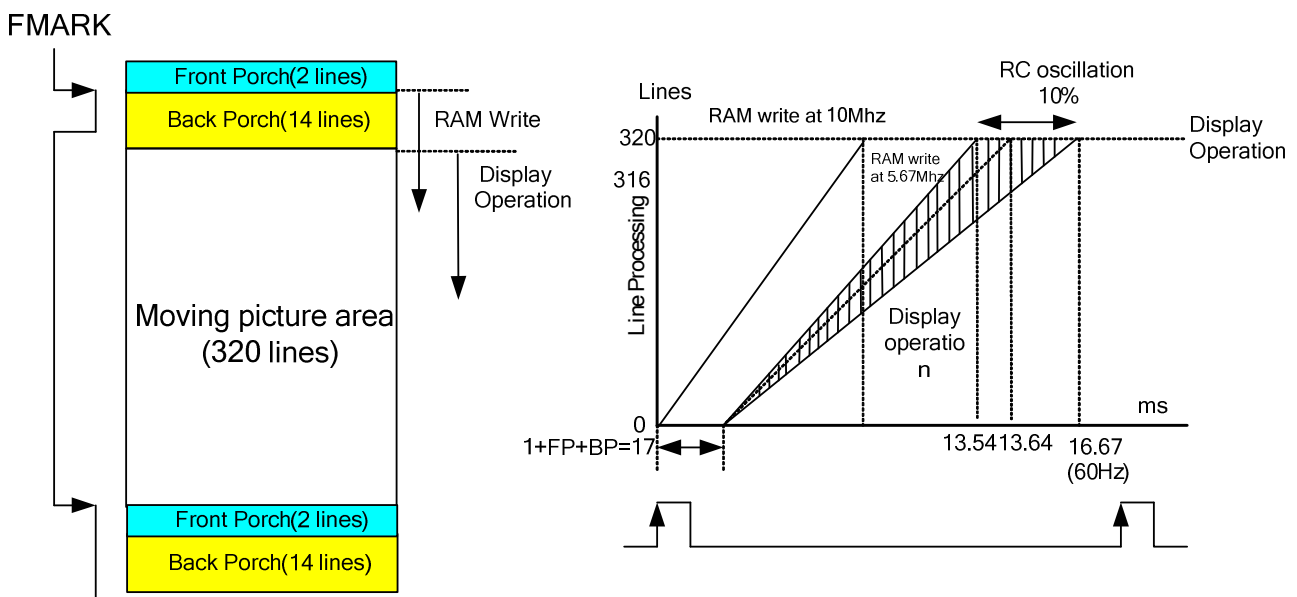 FMARK
Front Porch(2 lines)
Back Porch(14 lines)
RAM Write
Display
Operation
Moving picture area
(320 lines)
Front Porch(2 lines)
Back Porch(14 lines)
RC oscillation
10%
Lines
RAM write at 10Mhz
Display
Operation
320
RAM write
at 5.67Mhz
316
Line Processing
Display
operatio
n
ms
0
1+FP+BP=17
13.54
13.64
16.67
(60Hz)